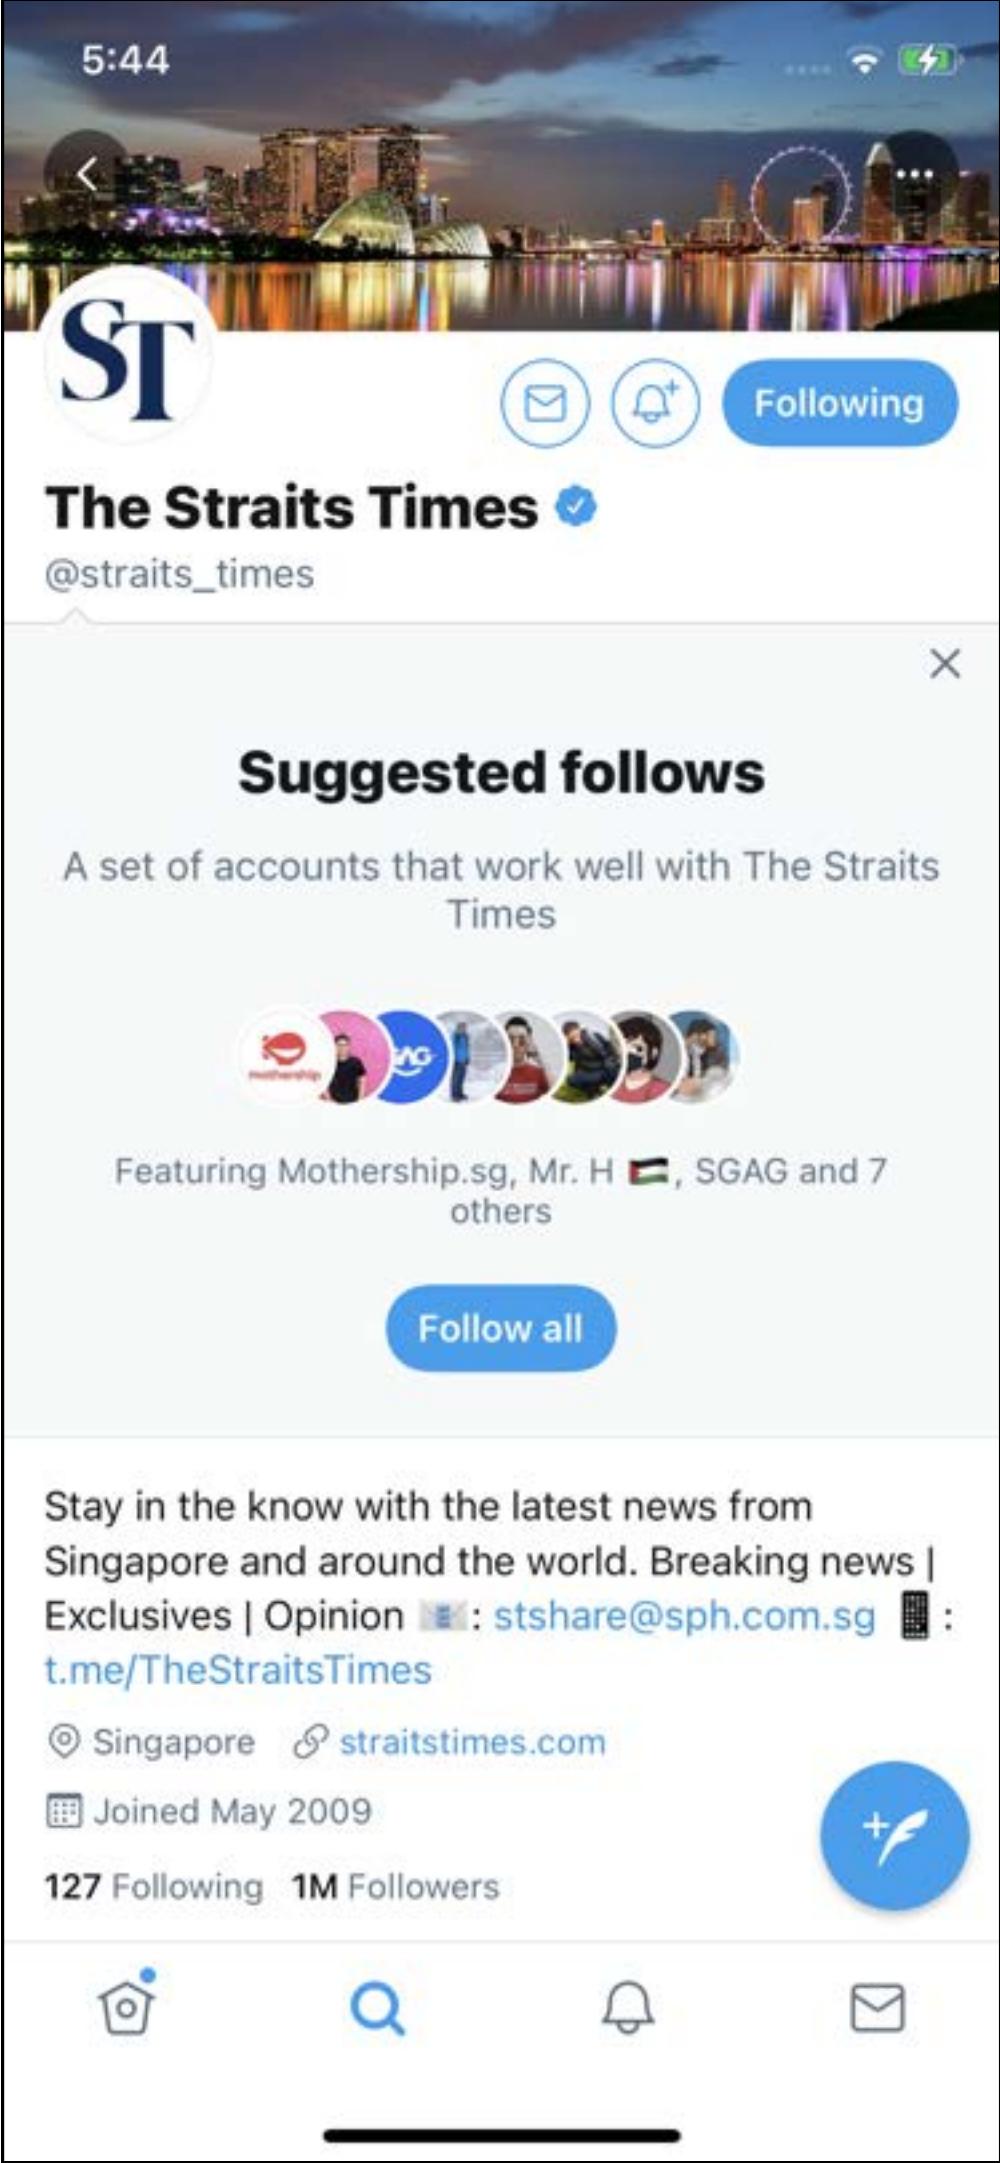 5:44
ST
Following
The Straits Times
@straits_times
Suggested follows
A set of accounts that work well with The Straits
Times
mothership
Featuring Mothership.sg, Mr. H 🇵🇸, SGAG and 7
others
Follow all
Stay in the know with the latest news from
Singapore and around the world. Breaking news |
Exclusives | Opinion 📧: stshare@sph.com.sg 📱:
t.me/TheStraitsTimes
Singapore straitstimes.com
Joined May 2009
127 Following 1M Followers